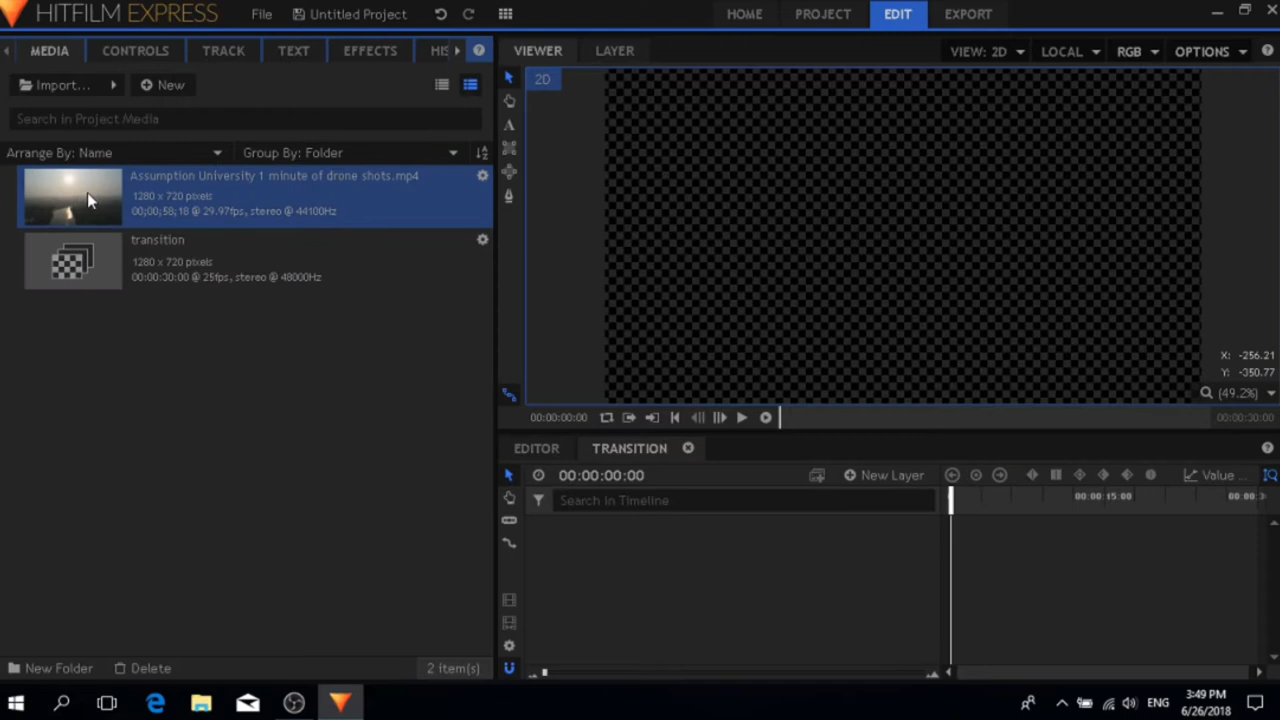 HITFILM EXPRESS File Untitled Project HOME PROJECT EDIT EXPORT
MEDIA CONTROLS TRACK TEXT EFFECTS HIS ?
VIEWER LAYER VIEW: 2D LOCAL RGB OPTIONS ?
Import... New
2D
Search in Project Media
Arrange By: Name Group By: Folder
Assumption University 1 minute of drone shots.mp4
1280 x 720 pixels
00;00;58;18 @ 29.97fps, stereo @ 44100Hz
transition
1280 x 720 pixels
00:00:30:00 @ 25fps, stereo @ 48000Hz
X: -256.21
Y: -350.77
(49.2%)
00:00:00:00 00:00:30:00
EDITOR TRANSITION ?
00:00:00:00 New Layer Value ...
Search in Timeline 00:00:15:00 00:00:3
New Folder Delete 2 item(s)
ENG 3:49 PM
6/26/2018